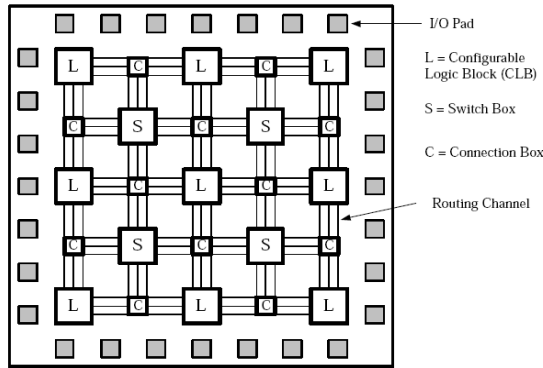 I/O Pad
L = Configurable
Logic Block (CLB)
S = Switch Box
C = Connection Box
Routing Channel
L C L C L
C S C S C
L C L C L
C S C S C
L C L C L